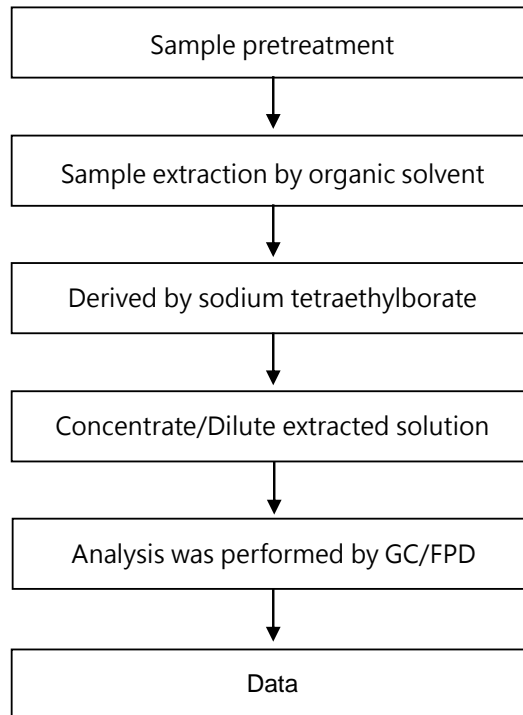 Sample pretreatment
Sample extraction by organic solvent
Derived by sodium tetraethylborate
Concentrate/Dilute extracted solution
Analysis was performed by GC/FPD
Data